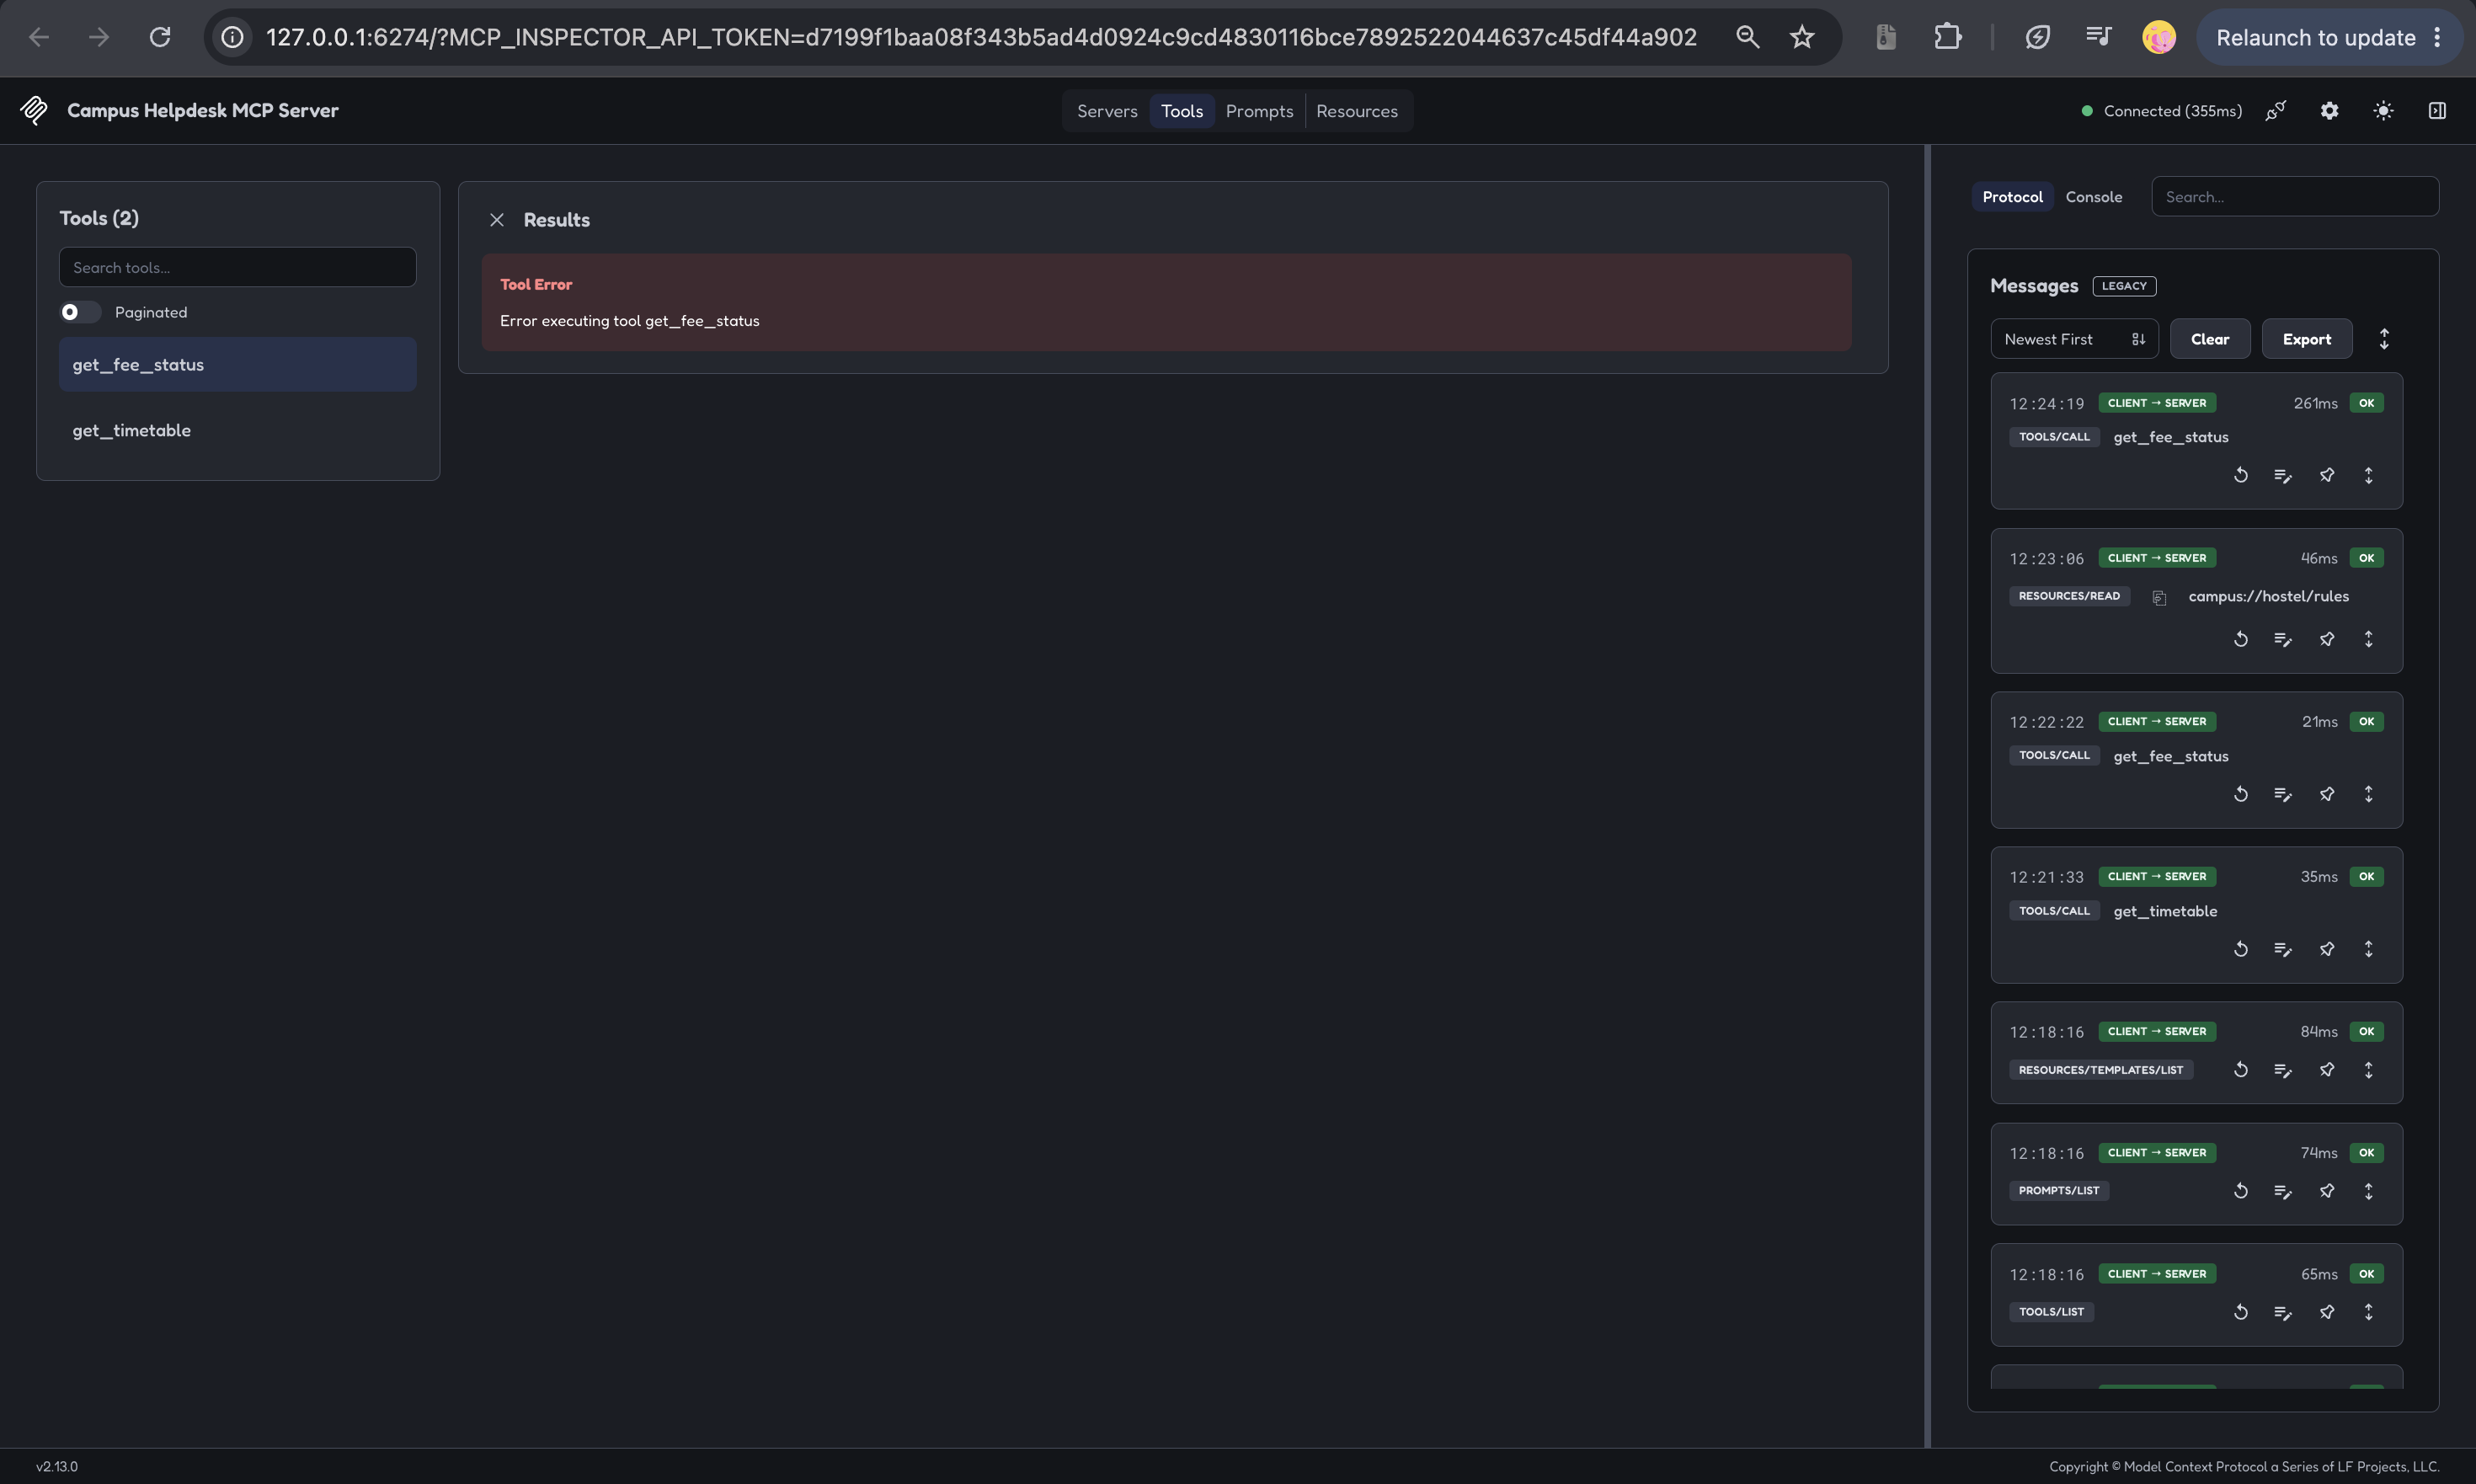 127.0.0.1:6274/?MCP_INSPECTOR_API_TOKEN=d7199f1baa08f343b5ad4d0924c9cd4830116bce7892522044637c45df44a902
Relaunch to update
Campus Helpdesk MCP Server
Servers
Tools
Prompts
Resources
Connected (355ms)
Tools (2)
Search tools...
Paginated
get_fee_status
get_timetable
Results
Tool Error
Error executing tool get_fee_status
Protocol
Console
Search...
Messages LEGACY
Newest First
Clear
Export
12:24:19 CLIENT → SERVER 261ms OK
TOOLS/CALL get_fee_status
12:23:06 CLIENT → SERVER 46ms OK
RESOURCES/READ campus://hostel/rules
12:22:22 CLIENT → SERVER 21ms OK
TOOLS/CALL get_fee_status
12:21:33 CLIENT → SERVER 35ms OK
TOOLS/CALL get_timetable
12:18:16 CLIENT → SERVER 84ms OK
RESOURCES/TEMPLATES/LIST
12:18:16 CLIENT → SERVER 74ms OK
PROMPTS/LIST
12:18:16 CLIENT → SERVER 65ms OK
TOOLS/LIST
v2.13.0
Copyright © Model Context Protocol a Series of LF Projects, LLC.